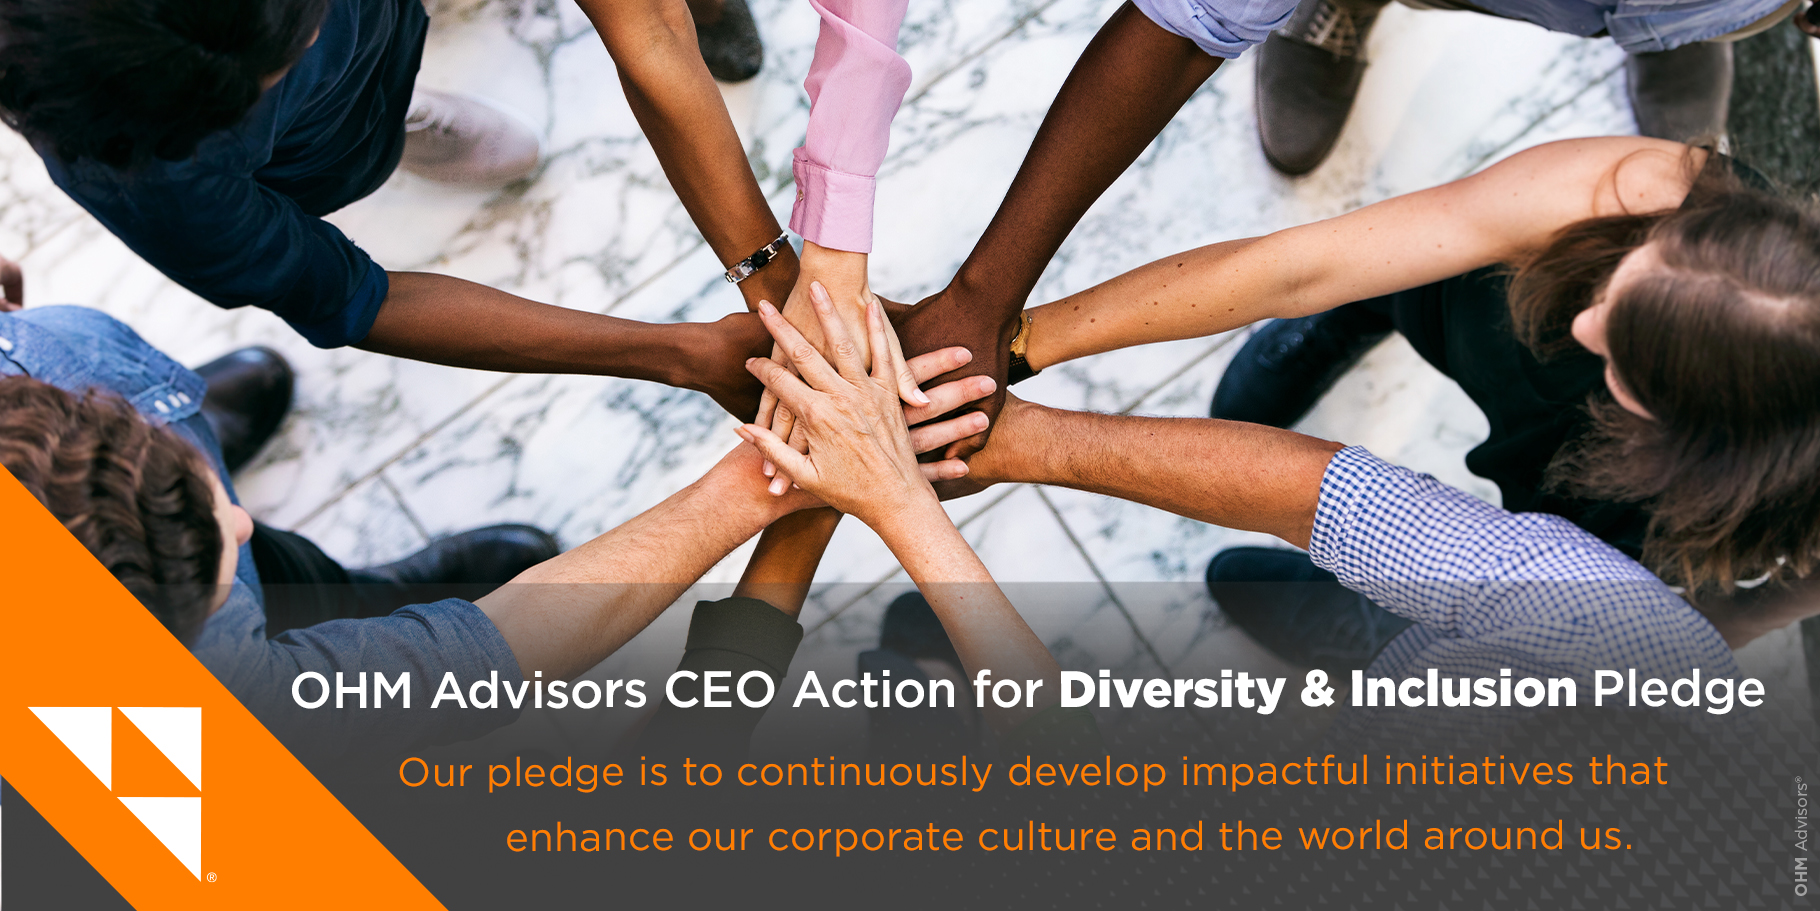 OHM Advisors CEO Action for Diversity & Inclusion Pledge
Our pledge is to continuously develop impactful initiatives that
enhance our corporate culture and the world around us.
®
OHM Advisors®